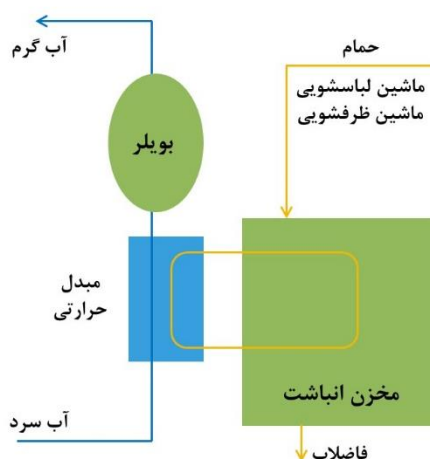 حمام
ماشین لباسشویی
ماشین ظرفشویی
آب گرم
بویلر
مبدل
حرارتی
مخزن انباشت
آب سرد
فاضلاب